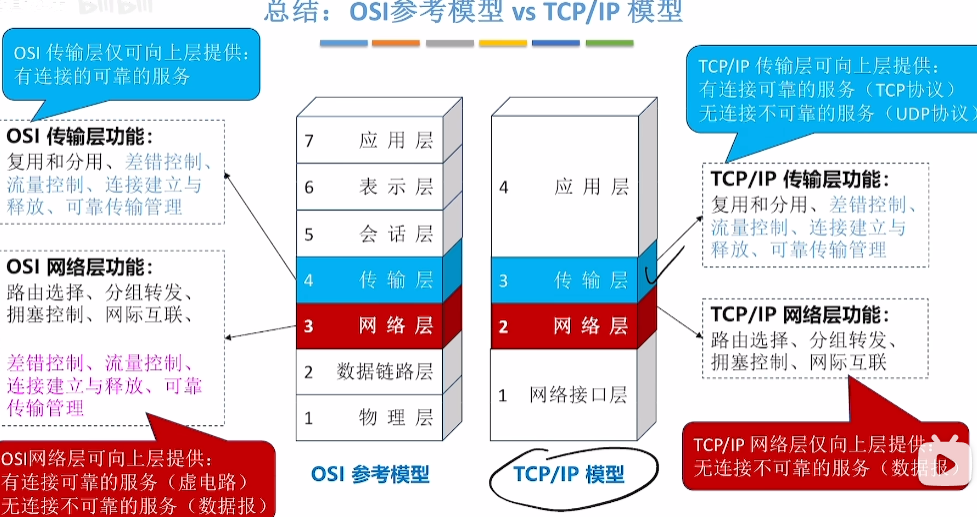 总结：OSI参考模型 vs TCP/IP 模型
OSI 传输层仅可向上层提供：
有连接的可靠的服务
OSI 传输层功能：
复用和分用、差错控制、
流量控制、连接建立与
释放、可靠传输管理
OSI 网络层功能：
路由选择、分组转发、
拥塞控制、网际互联、
差错控制、流量控制、
连接建立与释放、可靠
传输管理
OSI网络层可向上层提供：
有连接可靠的服务（虚电路）
无连接不可靠的服务（数据报）
7 应用层
6 表示层
5 会话层
4 传输层
3 网络层
2 数据链路层
1 物理层
OSI 参考模型
4 应用层
3 传输层
2 网络层
1 网络接口层
TCP/IP 模型
TCP/IP 传输层可向上层提供：
有连接可靠的服务（TCP协议）
无连接不可靠的服务（UDP协议）
TCP/IP 传输层功能：
复用和分用、差错控制、
流量控制、连接建立与
释放、可靠传输管理
TCP/IP 网络层功能：
路由选择、分组转发、
拥塞控制、网际互联
TCP/IP 网络层仅向上层提供：
无连接不可靠的服务（数据报）